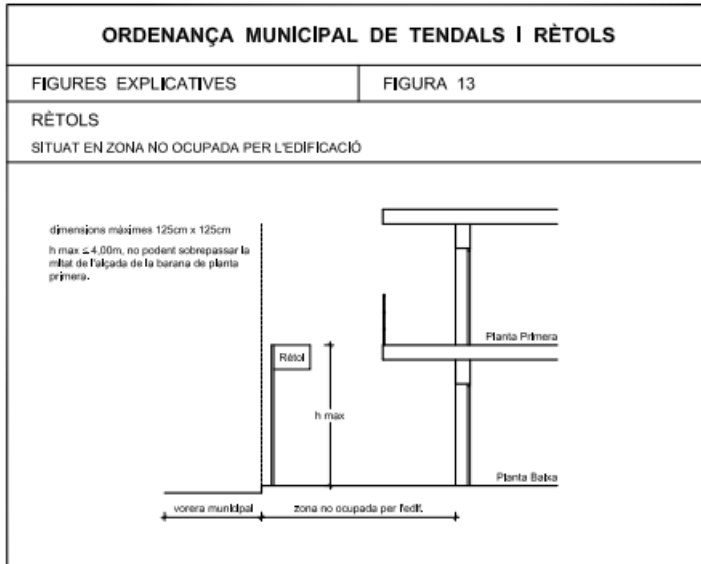 ORDENANÇA MUNICIPAL DE TENDALS I RÈTOLS
FIGURES EXPLICATIVES
FIGURA 13
RÈTOLS
SITUAT EN ZONA NO OCUPADA PER L'EDIFICACIÓ
dimensions màximes 125cm x 125cm
h max ≤ 4,00m, no podent sobrepassar la
mitat de l'alçada de la barana de planta
primera.
Planta Primera
Rètol
h max
Planta Baixa
vorera municipal
zona no ocupada per l'edif.